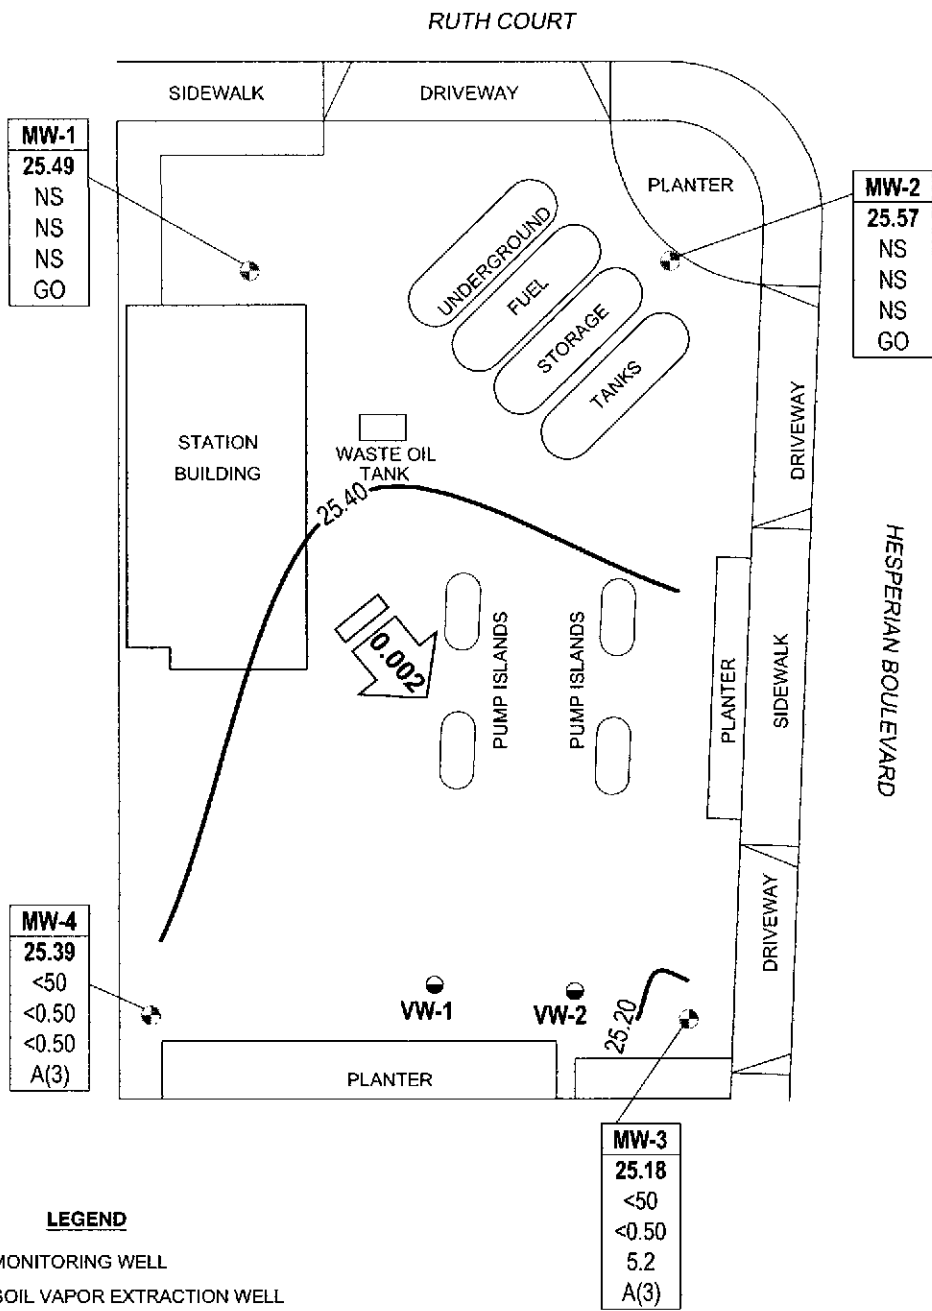 RUTH COURT
SIDEWALK
DRIVEWAY
MW-1
25.49
NS
NS
NS
GO
PLANTER
MW-2
25.57
NS
NS
NS
GO
UNDERGROUND
FUEL
STORAGE
TANKS
STATION
BUILDING
WASTE OIL
TANK
DRIVEWAY
25.40
HESPERIAN BOULEVARD
0.002
PUMP ISLANDS
PUMP ISLANDS
PLANTER
SIDEWALK
DRIVEWAY
MW-4
25.39
<50
<0.50
<0.50
A(3)
VW-1
VW-2
25.20
PLANTER
MW-3
25.18
<50
<0.50
5.2
A(3)
LEGEND
MONITORING WELL
SOIL VAPOR EXTRACTION WELL